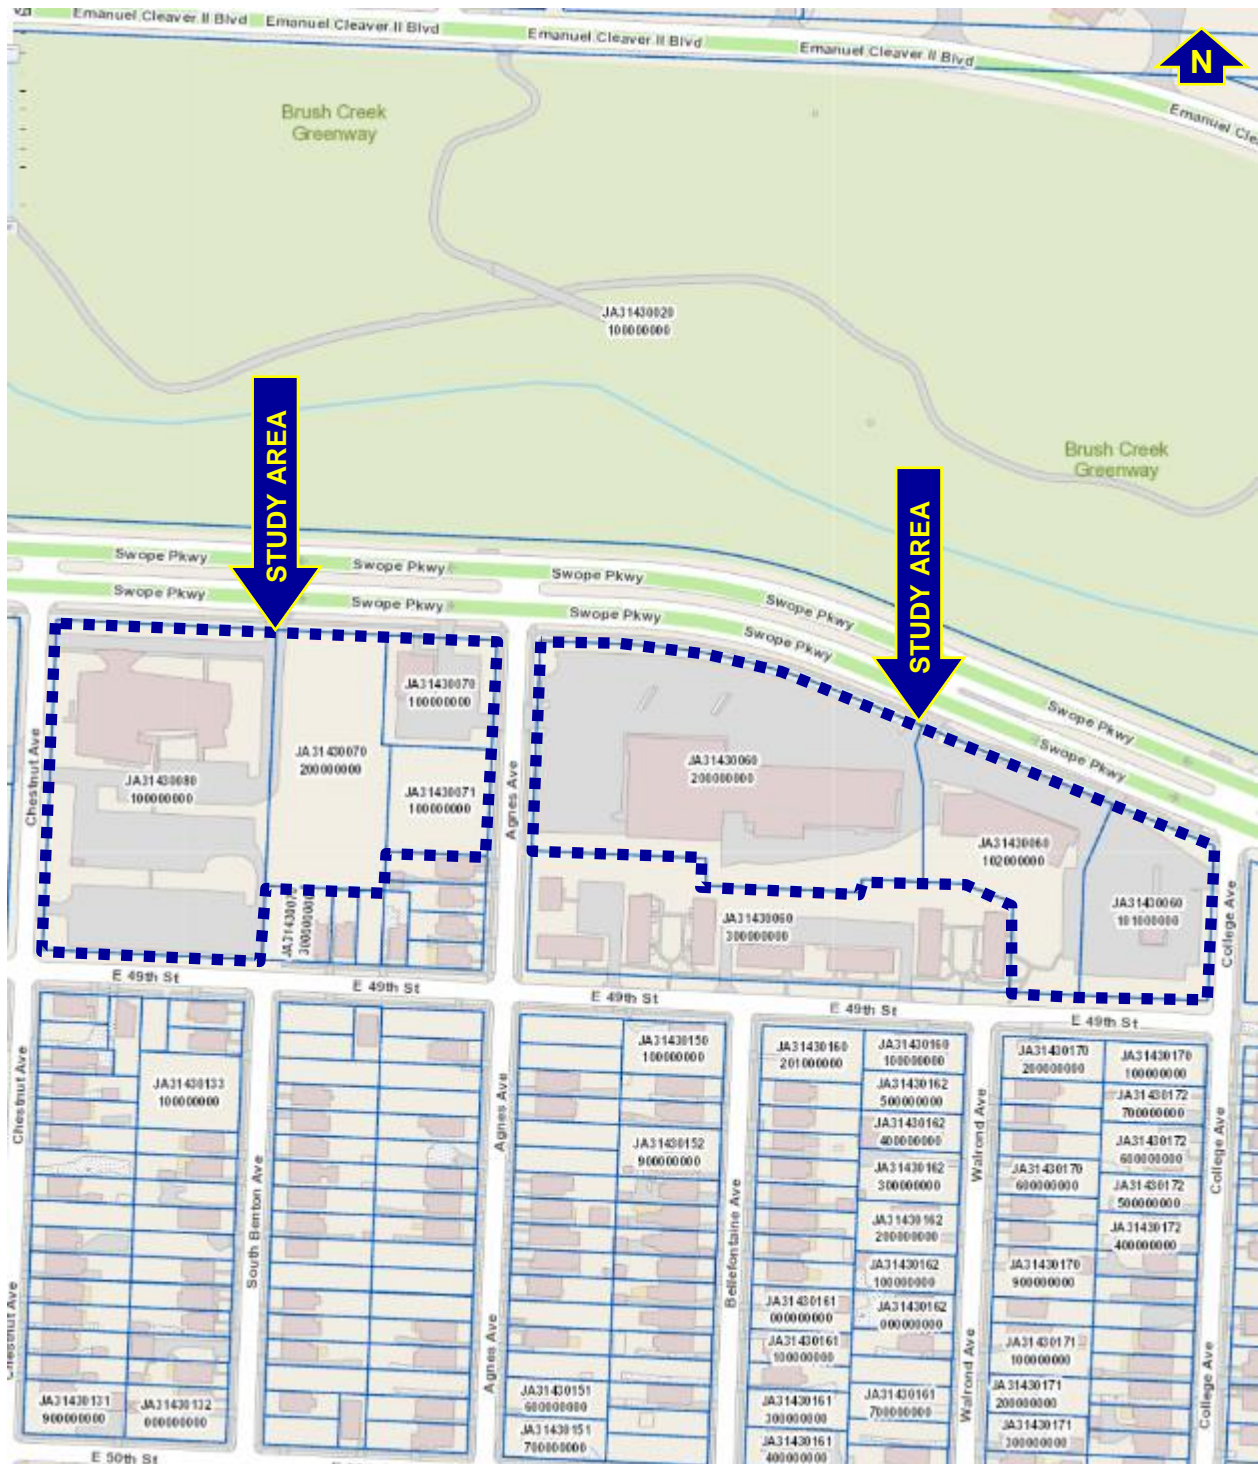 Emanuel Cleaver II Blvd
Emanuel Cleaver II Blvd
Emanuel Cleaver II Blvd
Emanuel Cleaver II Blvd
N
Emanuel Cle
Brush Creek
Greenway
JA31430020
100000000
STUDY AREA
Brush Creek
Greenway
STUDY AREA
Swope Pkwy
Swope Pkwy
Swope Pkwy
Swope Pkwy
Swope Pkwy
Swope Pkwy
Swope Pkwy
Swope Pkwy
Swope Pkwy
Swope Pkwy
Chestnut Ave
JA31430080
100000000
JA31430070
200000000
JA31430070
100000000
JA31430071
100000000
Agnes Ave
JA31430060
200000000
JA31430060
102000000
JA31430060
101000000
College Ave
JA31430060
300000000
E 49th St
E 49th St
E 49th St
E 49th St
E 49th St
Chestnut Ave
JA31430133
100000000
South Benton Ave
Agnes Ave
JA31430150
100000000
JA31430152
900000000
Bellefontaine Ave
JA31430160
201000000
JA31430160
100000000
JA31430162
500000000
JA31430162
400000000
JA31430162
300000000
JA31430162
200000000
JA31430162
100000000
JA31430162
000000000
JA31430161
000000000
JA31430161
100000000
JA31430161
300000000
JA31430161
700000000
JA31430161
400000000
Walrond Ave
Walrond Ave
JA31430170
200000000
JA31430170
100000000
JA31430172
700000000
JA31430172
600000000
JA31430170
600000000
JA31430172
500000000
JA31430172
400000000
JA31430170
900000000
JA31430171
100000000
JA31430171
200000000
JA31430171
300000000
College Ave
College Ave
Chestnut Ave
JA31430131
900000000
JA31430132
000000000
Agnes Ave
JA31430151
600000000
JA31430151
700000000
E 50th St